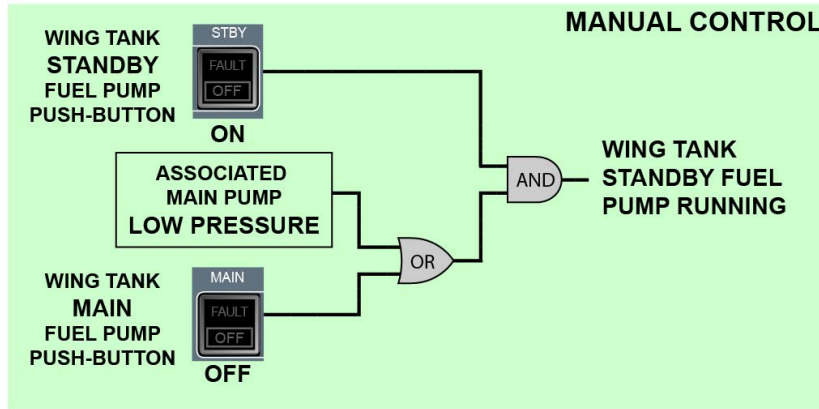 MANUAL CONTROL
WING TANK
STANDBY
FUEL PUMP
PUSH-BUTTON
STBY
FAULT
OFF
ON
ASSOCIATED
MAIN PUMP
LOW PRESSURE
WING TANK
MAIN
FUEL PUMP
PUSH-BUTTON
MAIN
FAULT
OFF
OFF
OR
AND
WING TANK
STANDBY FUEL
PUMP RUNNING